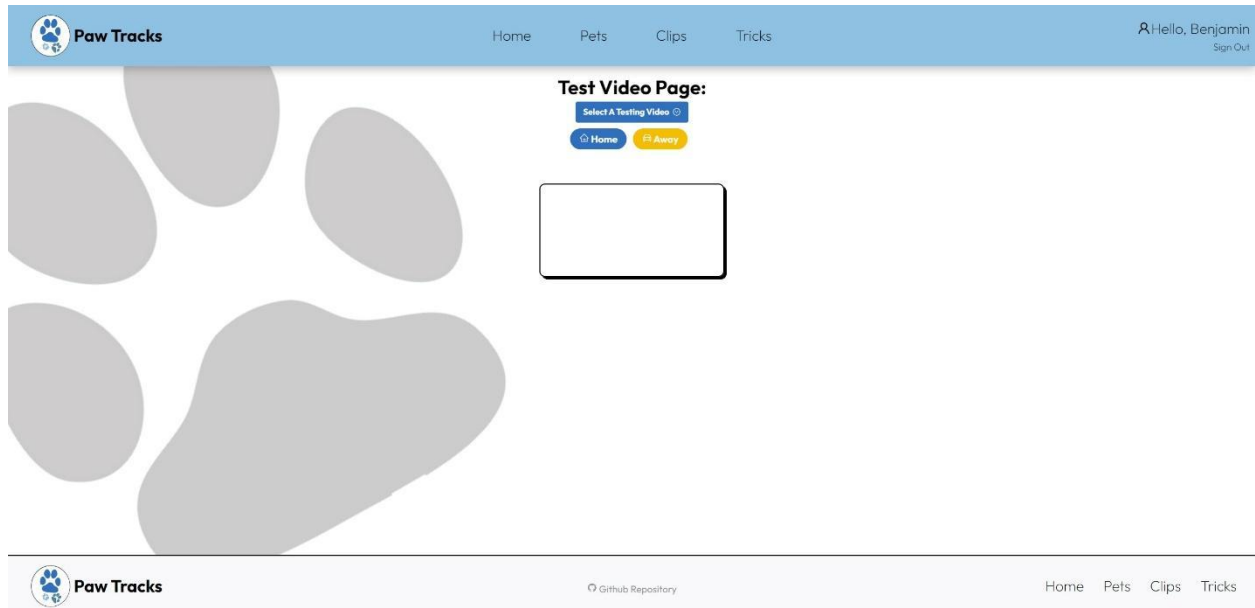 Paw Tracks
Home Pets Clips Tricks
Hello, Benjamin
Sign Out
Test Video Page:
Select A Testing Video
Home Away
Paw Tracks
Github Repository
Home Pets Clips Tricks